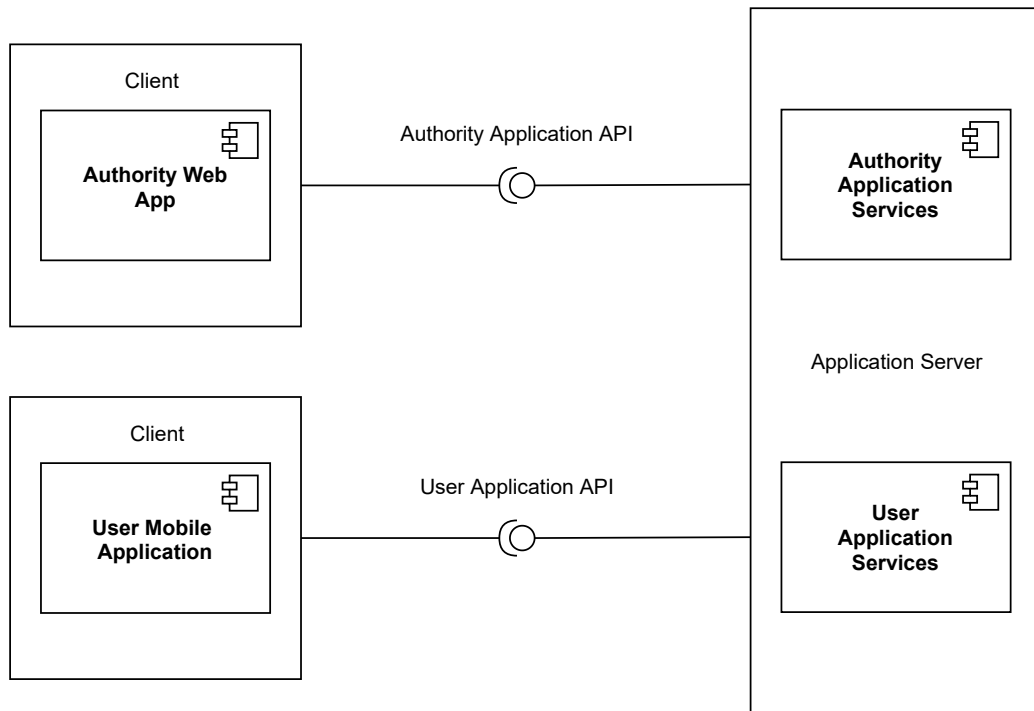 Client
Authority Web
App
Authority Application API
Authority
Application
Services
Application Server
Client
User Mobile
Application
User Application API
User
Application
Services